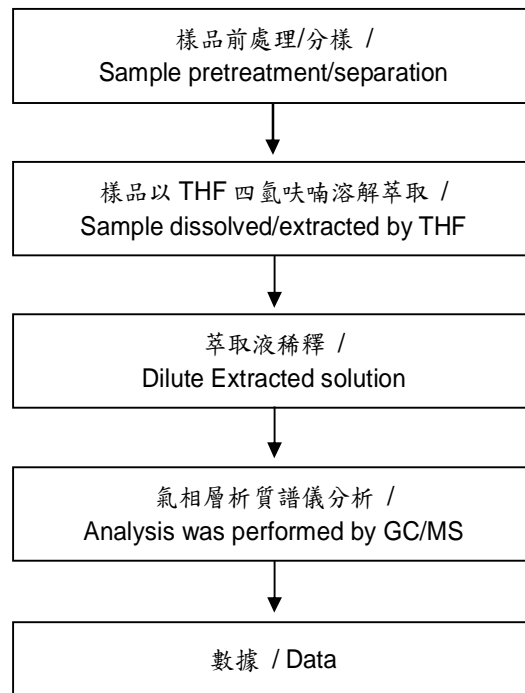 樣品前處理/分樣 /
Sample pretreatment/separation
樣品以 THF 四氫呋喃溶解萃取 /
Sample dissolved/extracted by THF
萃取液稀釋 /
Dilute Extracted solution
氣相層析質譜儀分析 /
Analysis was performed by GC/MS
數據 / Data